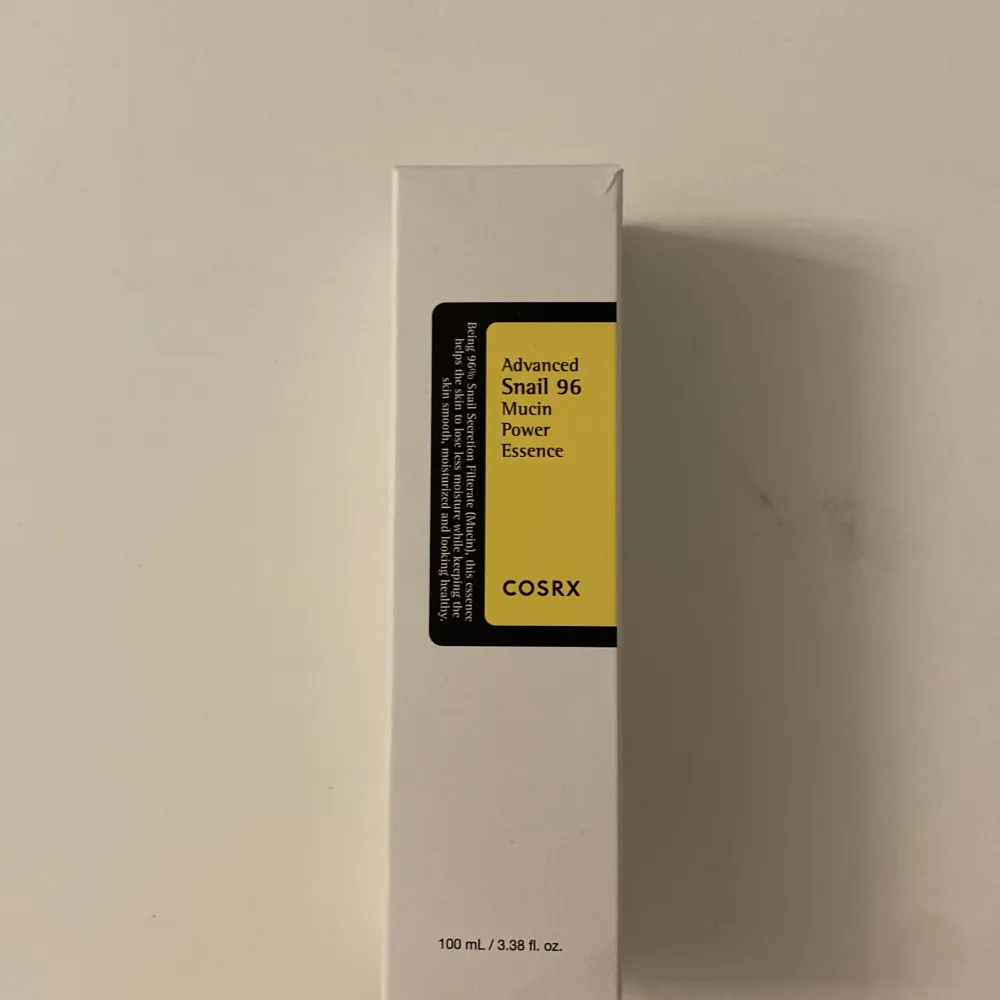 Advanced
Snail 96
Mucin
Power
Essence
COSRX
Being 96% Snail Secretion Filterate (Mucin), this essence
helps the skin to lose less moisture while keeping the
skin smooth, moisturized and looking healthy.
100 mL / 3.38 fl. oz.